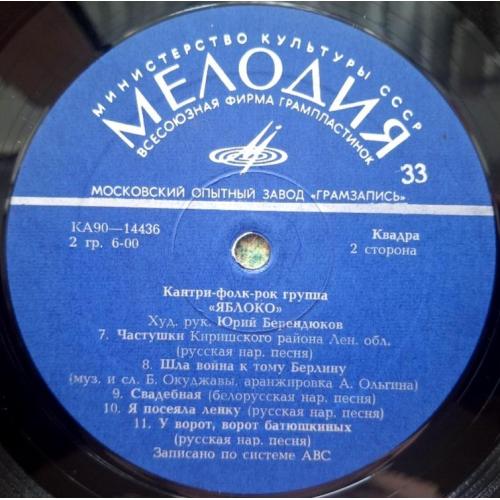 МИНИСТЕРСТВО КУЛЬТУРЫ СССР
МЕЛОДИЯ
ВСЕСОЮЗНАЯ ФИРМА ГРАМПЛАСТИНОК
33
МОСКОВСКИЙ ОПЫТНЫЙ ЗАВОД «ГРАМЗАПИСЬ»
КА90—14436
Квадра
2 гр. 6-00
2 сторона
Кантри-фолк-рок группа
«ЯБЛОКО»
Худ. рук. Юрий Берендюков
7. Частушки Киришского района Лен. обл.
(русская нар. песня)
8. Шла война к тому Берлину
(муз. и сл. Б. Окуджавы, аранжировка А. Ольгина)
9. Свадебная (белорусская нар. песня)
10. Я посеяла ленку (русская нар. песня)
11. У ворот, ворот батюшкиных
(русская нар. песня)
Записано по системе АВС